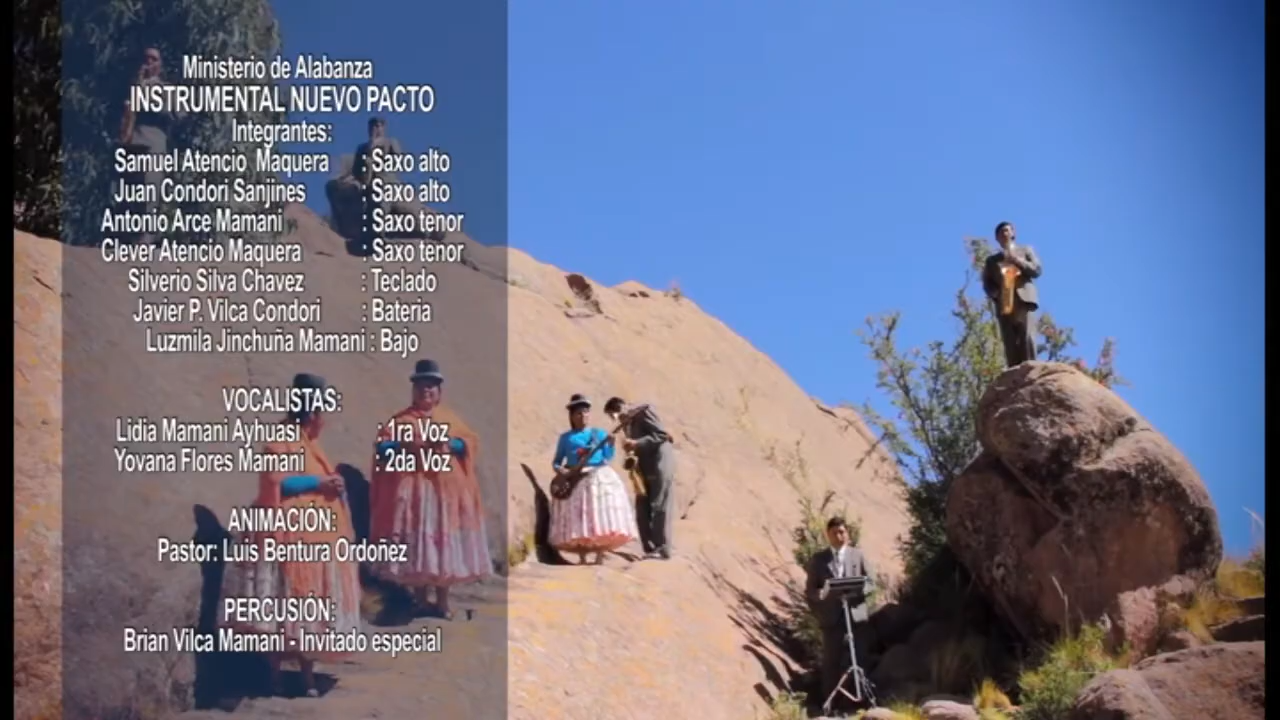 Ministerio de Alabanza
INSTRUMENTAL NUEVO PACTO
Integrantes:
Samuel Atencio Maquera : Saxo alto
Juan Condori Sanjines : Saxo alto
Antonio Arce Mamani : Saxo tenor
Clever Atencio Maquera : Saxo tenor
Silverio Silva Chavez : Teclado
Javier P. Vilca Condori : Bateria
Luzmila Jinchuña Mamani : Bajo
VOCALISTAS:
Lidia Mamani Ayhuasi : 1ra Voz
Yovana Flores Mamani : 2da Voz
ANIMACIÓN:
Pastor: Luis Bentura Ordoñez
PERCUSIÓN:
Brian Vilca Mamani - Invitado especial